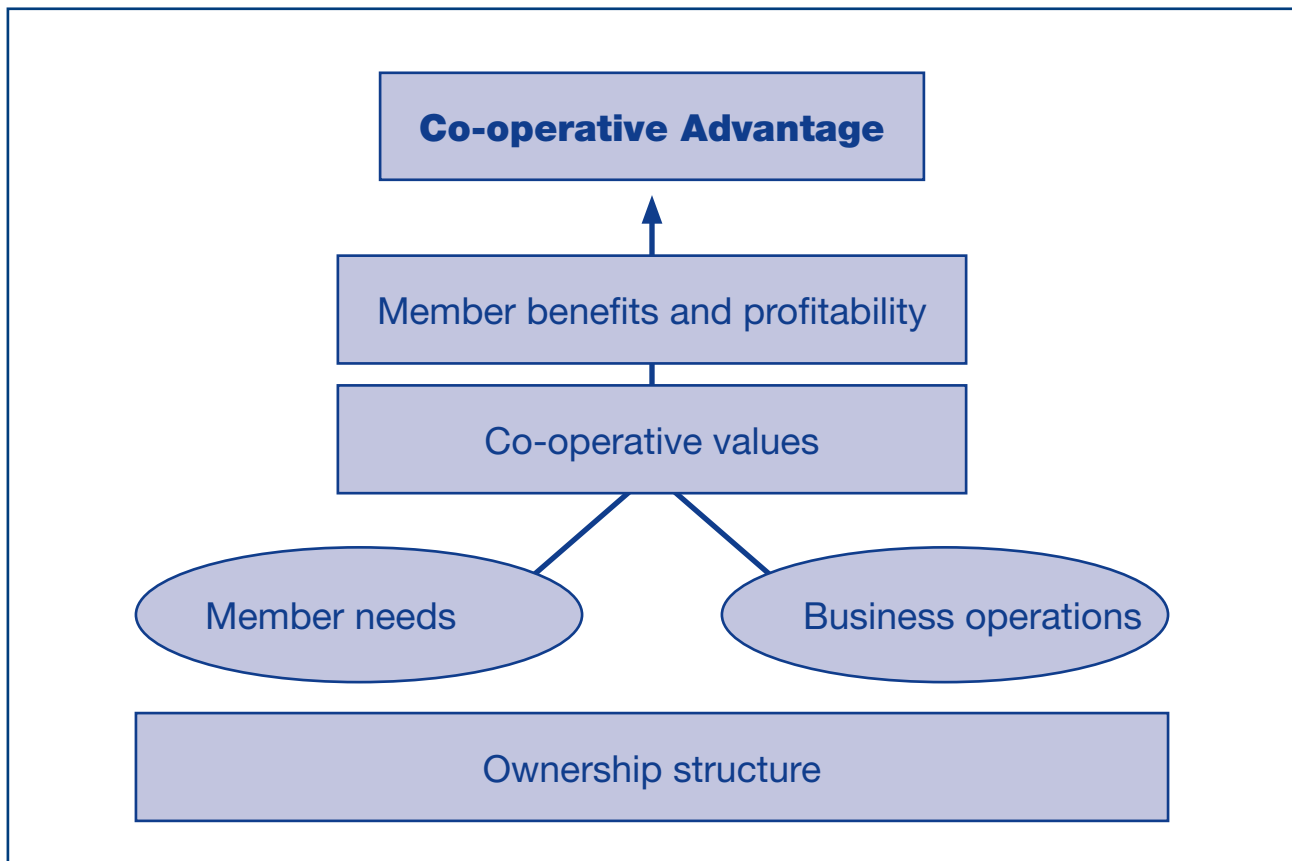 Co-operative Advantage
Member benefits and profitability
Co-operative values
Member needs
Business operations
Ownership structure